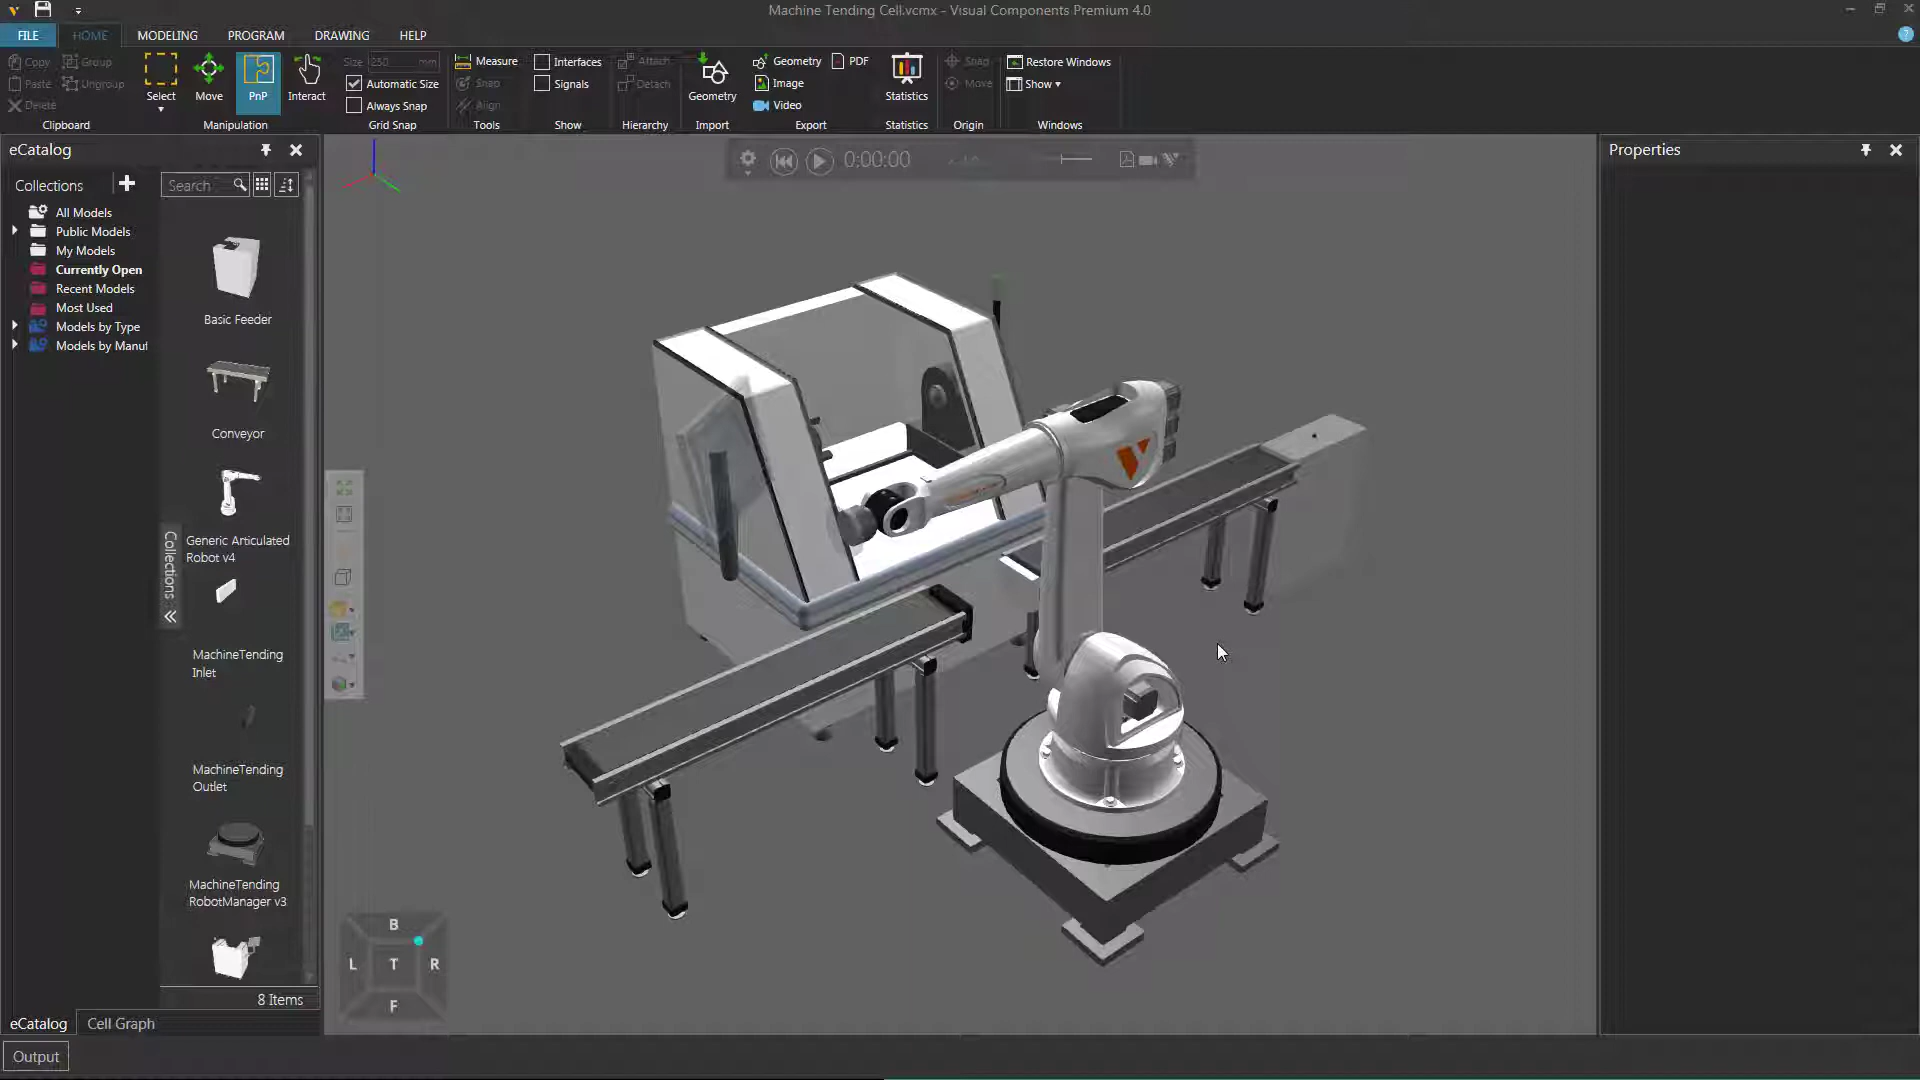 Machine Tending Cell.vcmx - Visual Components Premium 4.0
FILE HOME MODELING PROGRAM DRAWING HELP
Copy Group
Paste Ungroup
Delete
Clipboard
Select Move PnP Interact
Manipulation
Size 250 mm
Automatic Size
Always Snap
Grid Snap
Measure
Snap
Align
Tools
Interfaces
Signals
Show
Attach
Detach
Hierarchy
Geometry
Import
Geometry PDF
Image
Video
Export
Statistics
Statistics
Snap
Move
Origin
Restore Windows
Show
Windows
eCatalog
Collections
Search
All Models
Public Models
My Models
Currently Open
Recent Models
Most Used
Models by Type
Models by Manuf
Collections
Basic Feeder
Conveyor
Generic Articulated
Robot v4
MachineTending
Inlet
MachineTending
Outlet
MachineTending
RobotManager v3
8 Items
eCatalog Cell Graph
Output
0:00:00
B
L T R
F
Properties